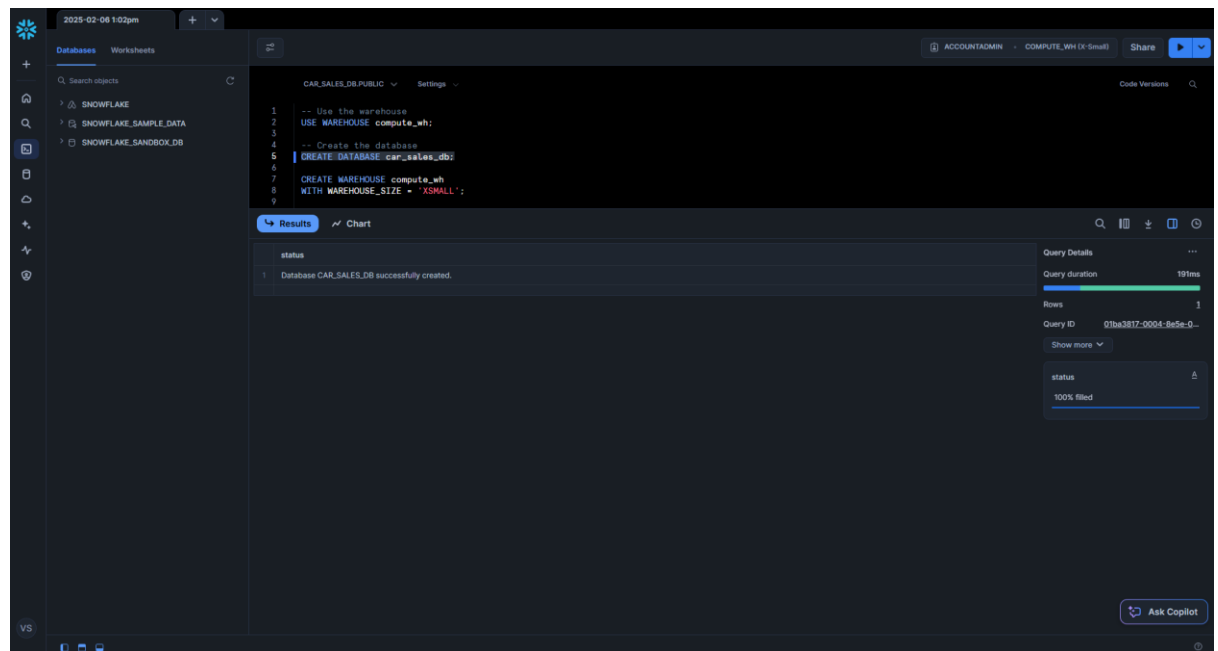 2025-02-06 1:02pm
Databases Worksheets
ACCOUNTADMIN COMPUTE_WH (X-Small) Share
Search objects
SNOWFLAKE
SNOWFLAKE_SAMPLE_DATA
SNOWFLAKE_SANDBOX_DB
CAR_SALES_DB.PUBLIC Settings Code Versions
1 -- Use the warehouse
2 USE WAREHOUSE compute_wh;
3
4 -- Create the database
5 CREATE DATABASE car_sales_db;
6
7 CREATE WAREHOUSE compute_wh
8 WITH WAREHOUSE_SIZE = 'XSMALL';
9
Results Chart
status
1 Database CAR_SALES_DB successfully created.
Query Details ...
Query duration 191ms
Rows 1
Query ID 01ba3817-0004-8e5e-0...
Show more
status A
100% filled
Ask Copilot
VS